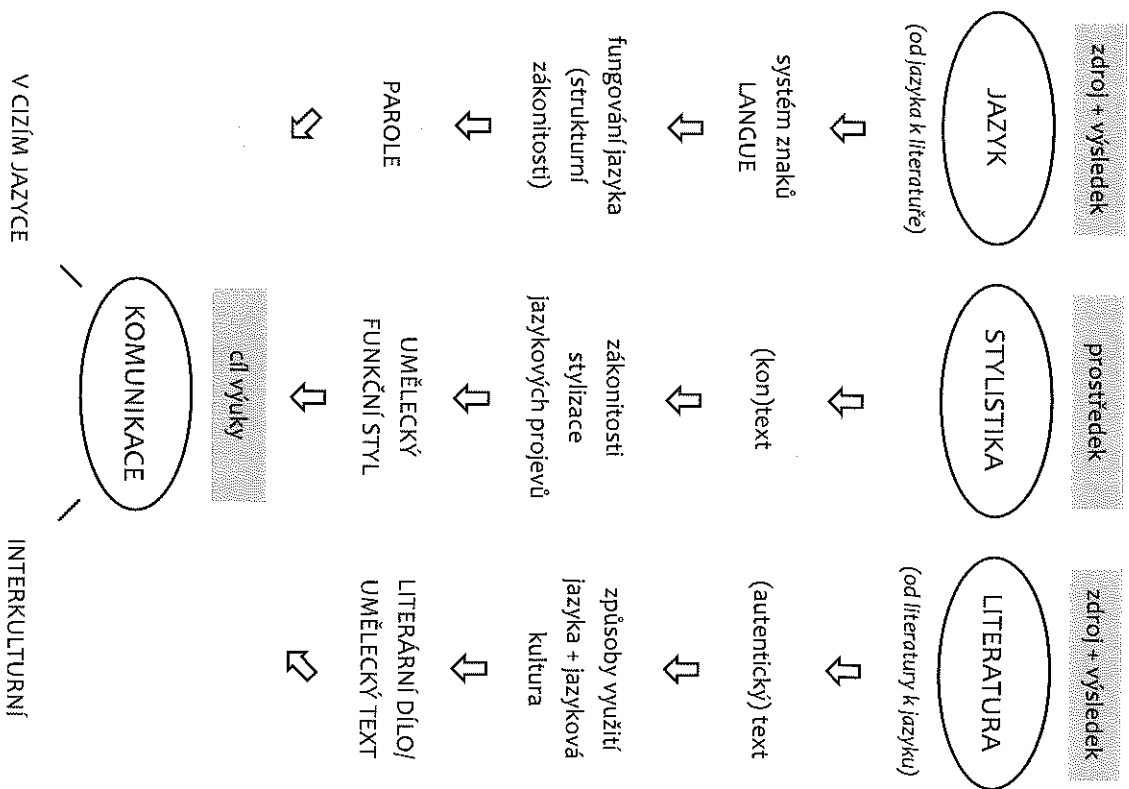 zdroj + výsledek
JAZYK
(od jazyka k literatuře)
systém znaků
LANGUE
fungování jazyka
(strukturní
zákonitosti)
PAROLE
prostředek
STYLISTIKA
(kon)text
zákonitosti
stylizace
jazykových projevů
UMĚLECKÝ
FUNKČNÍ STYL
zdroj + výsledek
LITERATURA
(od literatury k jazyku)
(autentický) text
způsoby využití
jazyka + jazyková
kultura
LITERÁRNÍ DÍLO/
UMĚLECKÝ TEXT
cíl výuky
KOMUNIKACE
V CIZÍM JAZYCE
INTERKULTURNÍ